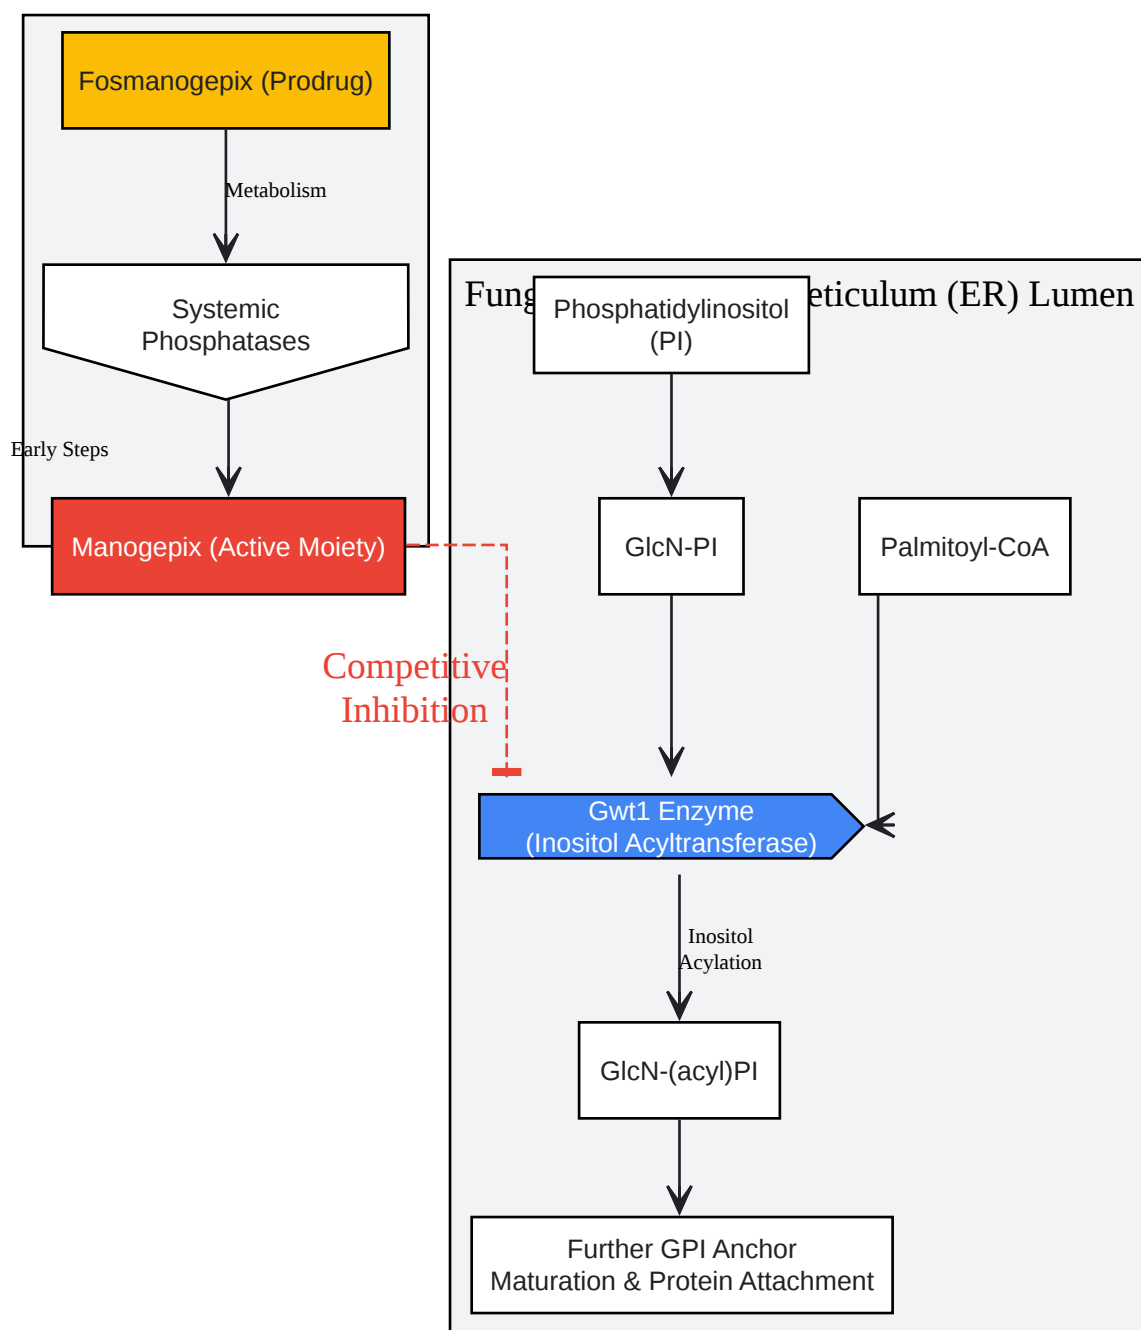 Fosmanogepix (Prodrug)
Metabolism
Systemic
Phosphatases
Early Steps
Manogepix (Active Moiety)
Competitive
Inhibition
Fung eticulum (ER) Lumen
Phosphatidylinositol
(PI)
GlcN-PI
Palmitoyl-CoA
Gwt1 Enzyme
(Inositol Acyltransferase)
Inositol
Acylation
GlcN-(acyl)PI
Further GPI Anchor
Maturation & Protein Attachment